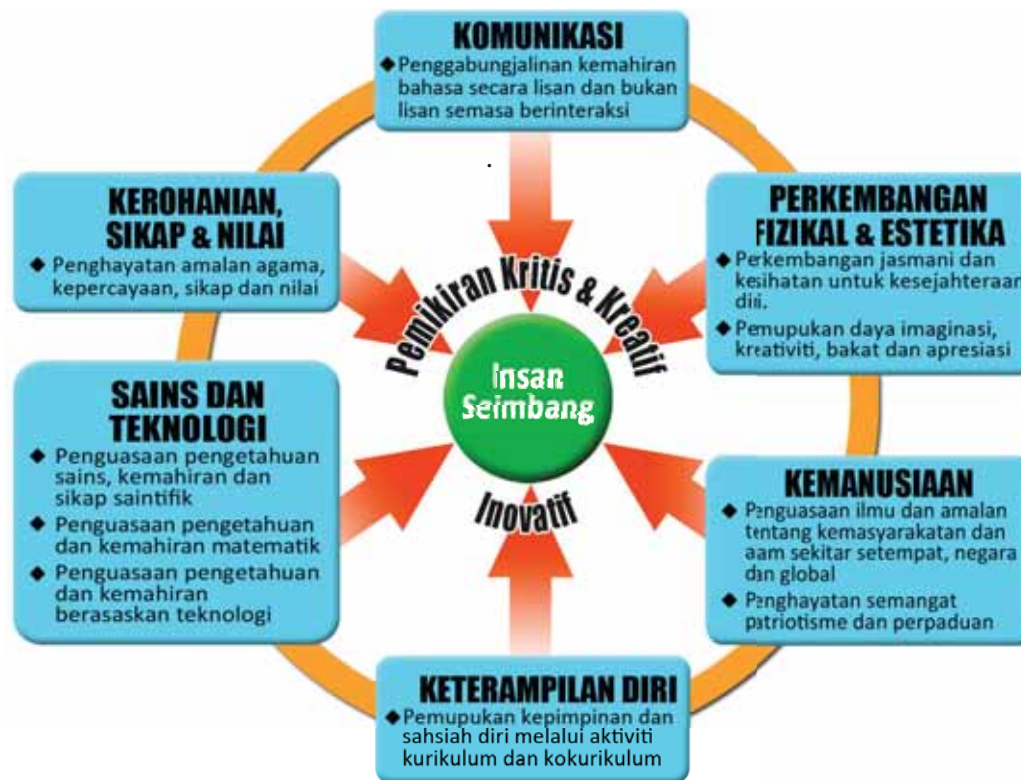 KOMUNIKASI
◆ Penggabungjalinan kemahiran
bahasa secara lisan dan bukan
lisan semasa berinteraksi
KEROHANIAN,
SIKAP & NILAI
◆ Penghayatan amalan agama,
kepercayaan, sikap dan nilai
PERKEMBANGAN
FIZIKAL & ESTETIKA
◆ Perkembangan jasmani dan
kesihatan untuk kesejahteraan
diri.
◆ Pemupukan daya imaginasi,
kreativiti, bakat dan apresiasi
Pemikiran Kritis & Kreatif
Insan
Seimbang
Inovatif
SAINS DAN
TEKNOLOGI
◆ Penguasaan pengetahuan
sains, kemahiran dan
sikap saintifik
◆ Penguasaan pengetahuan
dan kemahiran matematik
◆ Penguasaan pengetahuan
dan kemahiran
berasaskan teknologi
KEMANUSIAAN
◆ Penguasaan ilmu dan amalan
tentang kemasyarakatan dan
aam sekitar setempat, negara
dan global
◆ Penghayatan semangat
patriotisme dan perpaduan
KETERAMPILAN DIRI
◆ Pemupukan kepimpinan dan
sahsiah diri melalui aktiviti
kurikulum dan kokurikulum